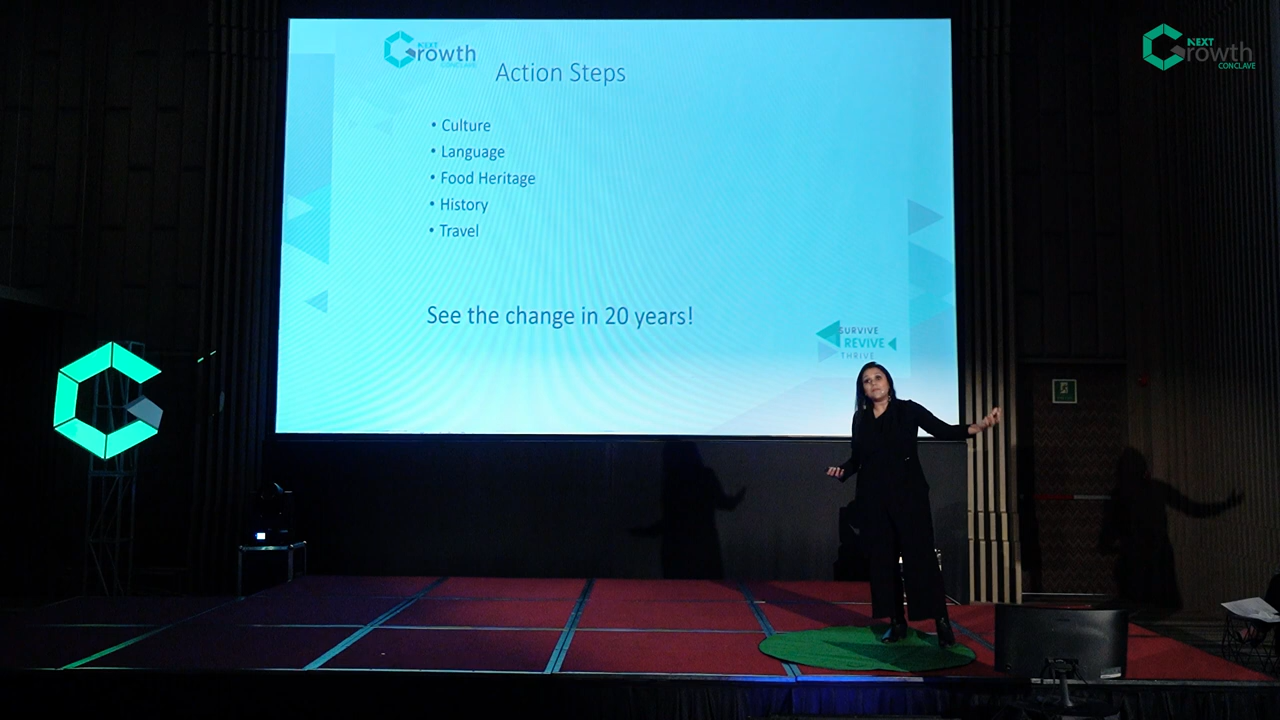 NEXT
Growth
CONCLAVE
Action Steps
• Culture
• Language
• Food Heritage
• History
• Travel
See the change in 20 years!
SURVIVE
REVIVE
THRIVE
NEXT
Growth
CONCLAVE